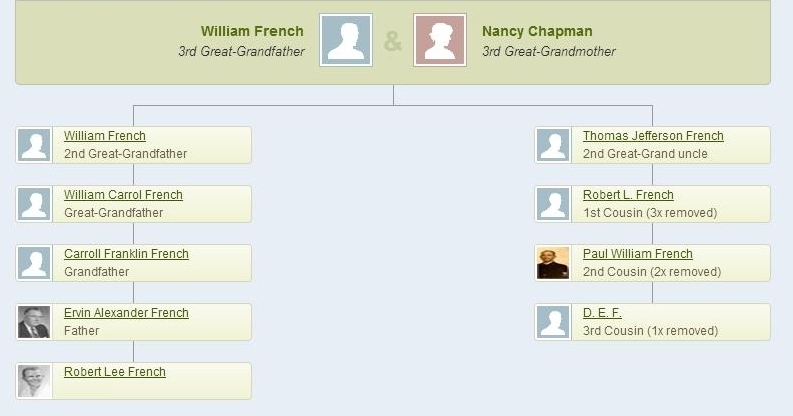 William French
3rd Great-Grandfather
&
Nancy Chapman
3rd Great-Grandmother
William French
2nd Great-Grandfather
William Carrol French
Great-Grandfather
Carroll Franklin French
Grandfather
Ervin Alexander French
Father
Robert Lee French
Thomas Jefferson French
2nd Great-Grand uncle
Robert L. French
1st Cousin (3x removed)
Paul William French
2nd Cousin (2x removed)
D. E. F.
3rd Cousin (1x removed)